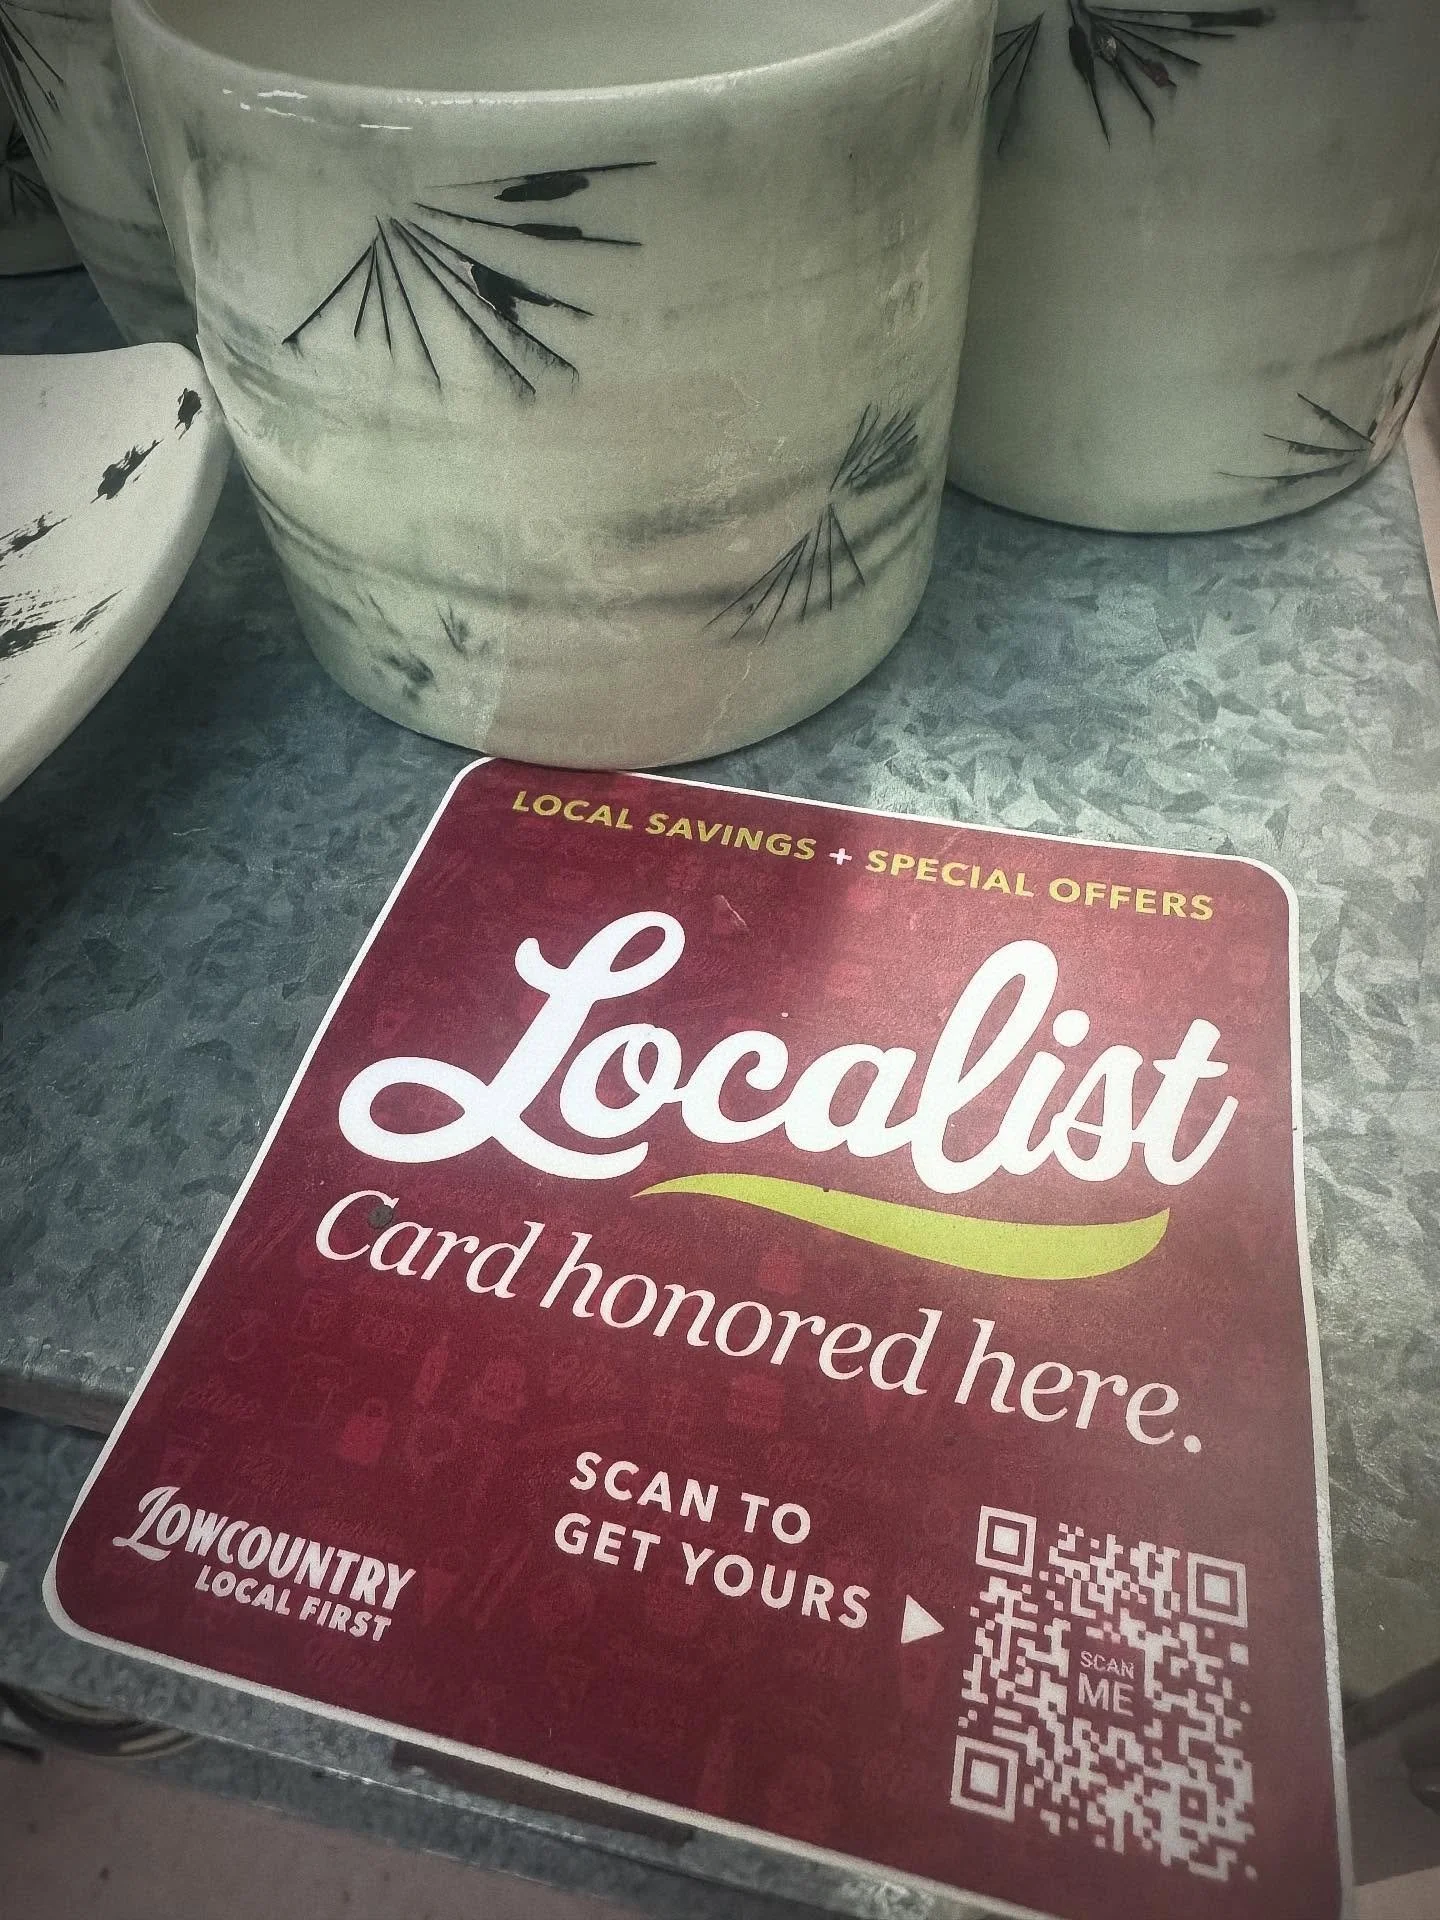 LOCAL SAVINGS + SPECIAL OFFERS
Localist
Card honored here.
SCAN TO
GET YOURS
LOWCOUNTRY
LOCAL FIRST
SCAN
ME